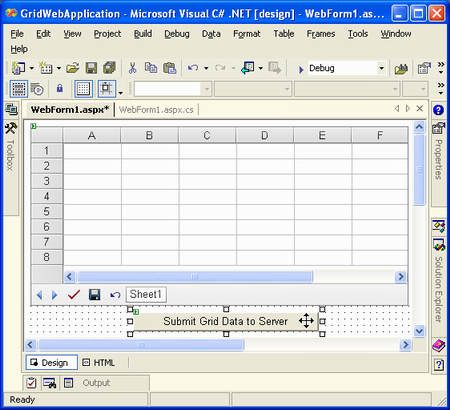 GridWebApplication - Microsoft Visual C# .NET [design] - WebForm1.as...
File Edit View Project Build Debug Data Format Table Frames Tools
Window Help
Debug
WebForm1.aspx* WebForm1.aspx.cs
Toolbox
Properties
Solution Explorer
A B C D E F
1
2
3
4
5
6
7
8
Sheet1
Submit Grid Data to Server
Design HTML
Output
Ready